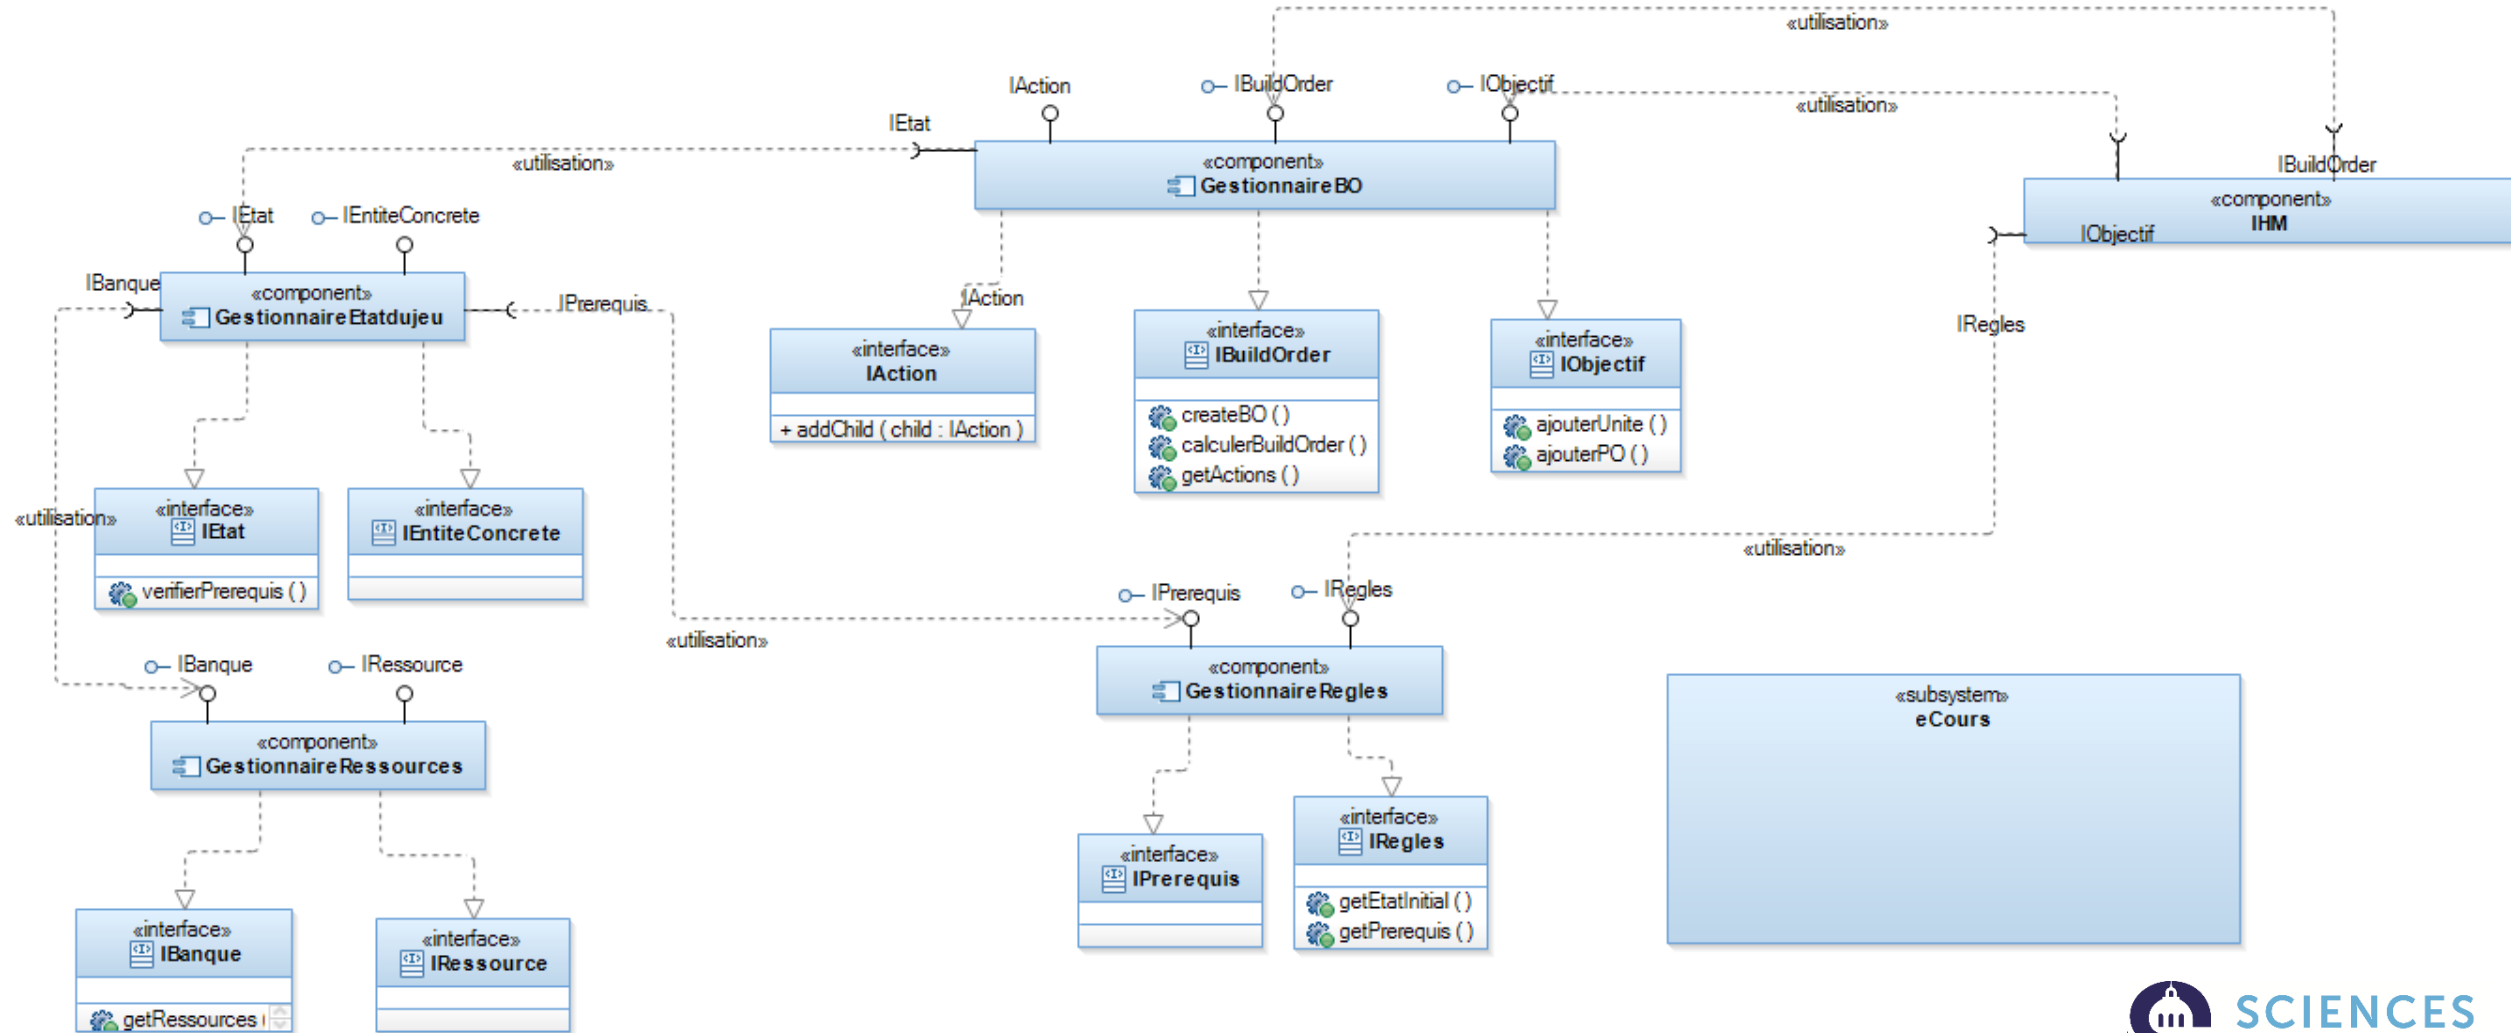 «utilisation»
IAction
IBuildOrder
IObjectif
«utilisation»
IEtat
«utilisation»
«component»
GestionnaireBO
IBuildOrder
«component»
IHM
IObjectif
IEtat
IEntiteConcrete
IBanque
«component»
GestionnaireEtatdujeu
IPrerequis
IAction
IRegles
«interface»
IAction
+ addChild ( child : IAction )
«interface»
IBuildOrder
createBO ( )
calculerBuildOrder ( )
getActions ( )
«interface»
IObjectif
ajouterUnite ( )
ajouterPO ( )
«utilisation»
«interface»
IEtat
verifierPrerequis ( )
«interface»
IEntiteConcrete
«utilisation»
IPrerequis
IRegles
«utilisation»
IBanque
IRessource
«component»
GestionnaireRessources
«component»
GestionnaireRegles
«subsystem»
eCours
«interface»
IPrerequis
«interface»
IRegles
getEtatInitial ( )
getPrerequis ( )
«interface»
IBanque
getRessources (
«interface»
IRessource
SCIENCES